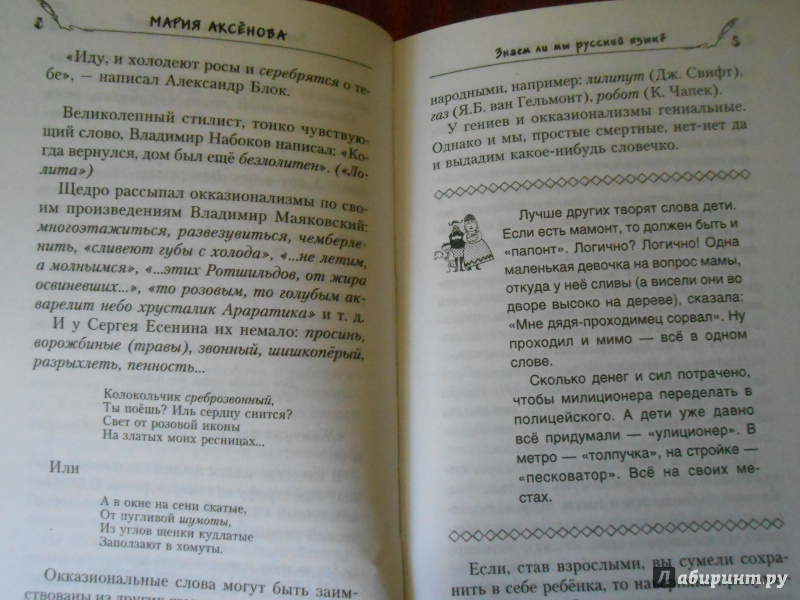 МАРИЯ АКСЁНОВА
«Иду, и холодеют росы и серебрятся о те-
бе», — написал Александр Блок.
Великолепный стилист, тонко чувствую-
щий слово, Владимир Набоков написал: «Ко-
гда вернулся, дом был ещё безлолитен». («Ло-
лита»)
Щедро рассыпал окказионализмы по сво-
им произведениям Владимир Маяковский:
многоэтажиться, развезувиться, чемберле-
нить, «сливеют губы с холода», «...не летим,
а молньимся», «...этих Ротшильдов, от жира
освиневших...», «то розовым, то голубым ак-
варелит небо хрусталик Араратика» и т. д.
И у Сергея Есенина их немало: просинь,
ворожбиные (травы), звонный, шишкопёрый,
разрыхлеть, пенность...
Колокольчик среброзвонный,
Ты поёшь? Иль сердцу снится?
Свет от розовой иконы
На златых моих ресницах...
Или
А в окне на сени скатые,
От пугливой шумоты,
Из углов щенки кудлатые
Заползают в хомуты.
Окказиональные слова могут быть заим-
ствованы из других
Знаем ли мы русский язык?
народными, например: лилипут (Дж. Свифт),
газ (Я.Б. ван Гельмонт), робот (К. Чапек).
У гениев и окказионализмы гениальные.
Однако и мы, простые смертные, нет-нет да
и выдадим какое-нибудь словечко.
Лучше других творят слова дети.
Если есть мамонт, то должен быть и
«папонт». Логично? Логично! Одна
маленькая девочка на вопрос мамы,
откуда у неё сливы (а висели они во
дворе высоко на дереве), сказала:
«Мне дядя-проходимец сорвал». Ну
проходил и мимо — всё в одном
слове.
Сколько денег и сил потрачено,
чтобы милиционера переделать в
полицейского. А дети уже давно
всё придумали — «улиционер». В
метро — «толпучка», на стройке —
«песковатор». Всё на своих ме-
стах.
Если, став взрослыми, вы сумели сохра-
нить в себе ребёнка, то
Лабиринт.ру